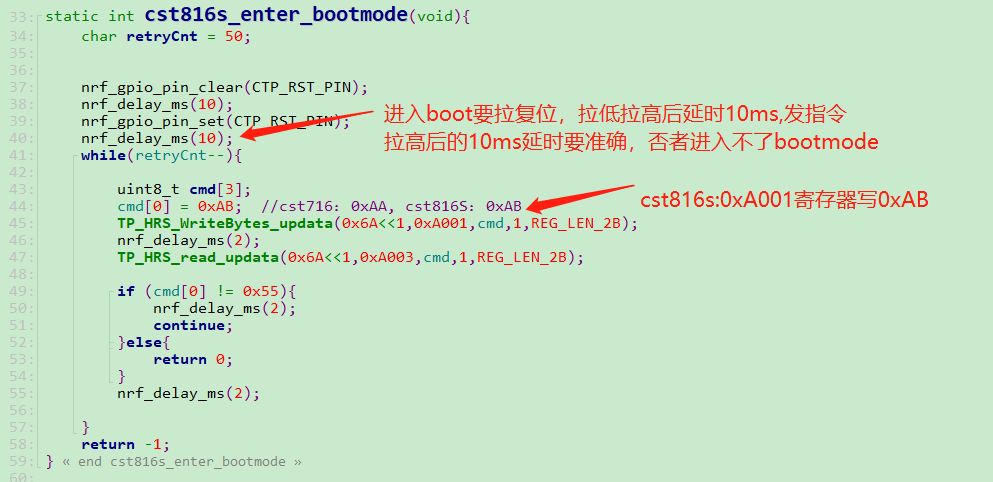 33: static int cst816s_enter_bootmode(void){
34: char retryCnt = 50;
35:
36:
37: nrf_gpio_pin_clear(CTP_RST_PIN);
38: nrf_delay_ms(10);
39: nrf_gpio_pin_set(CTP_RST_PIN);
40: nrf_delay_ms(10);
进入boot要拉复位，拉低拉高后延时10ms,发指令
拉高后的10ms延时要准确，否者进入不了bootmode
41: while(retryCnt--){
42:
43: uint8_t cmd[3];
44: cmd[0] = 0xAB; //cst716: 0xAA, cst816S: 0xAB
cst816s:0xA001寄存器写0xAB
45: TP_HRS_WriteBytes_updata(0x6A<<1,0xA001,cmd,1,REG_LEN_2B);
46: nrf_delay_ms(2);
47: TP_HRS_read_updata(0x6A<<1,0xA003,cmd,1,REG_LEN_2B);
48:
49: if (cmd[0] != 0x55){
50: nrf_delay_ms(2);
51: continue;
52: }else{
53: return 0;
54: }
55: nrf_delay_ms(2);
56:
57: }
58: return -1;
59: } « end cst816s_enter_bootmode »
60: